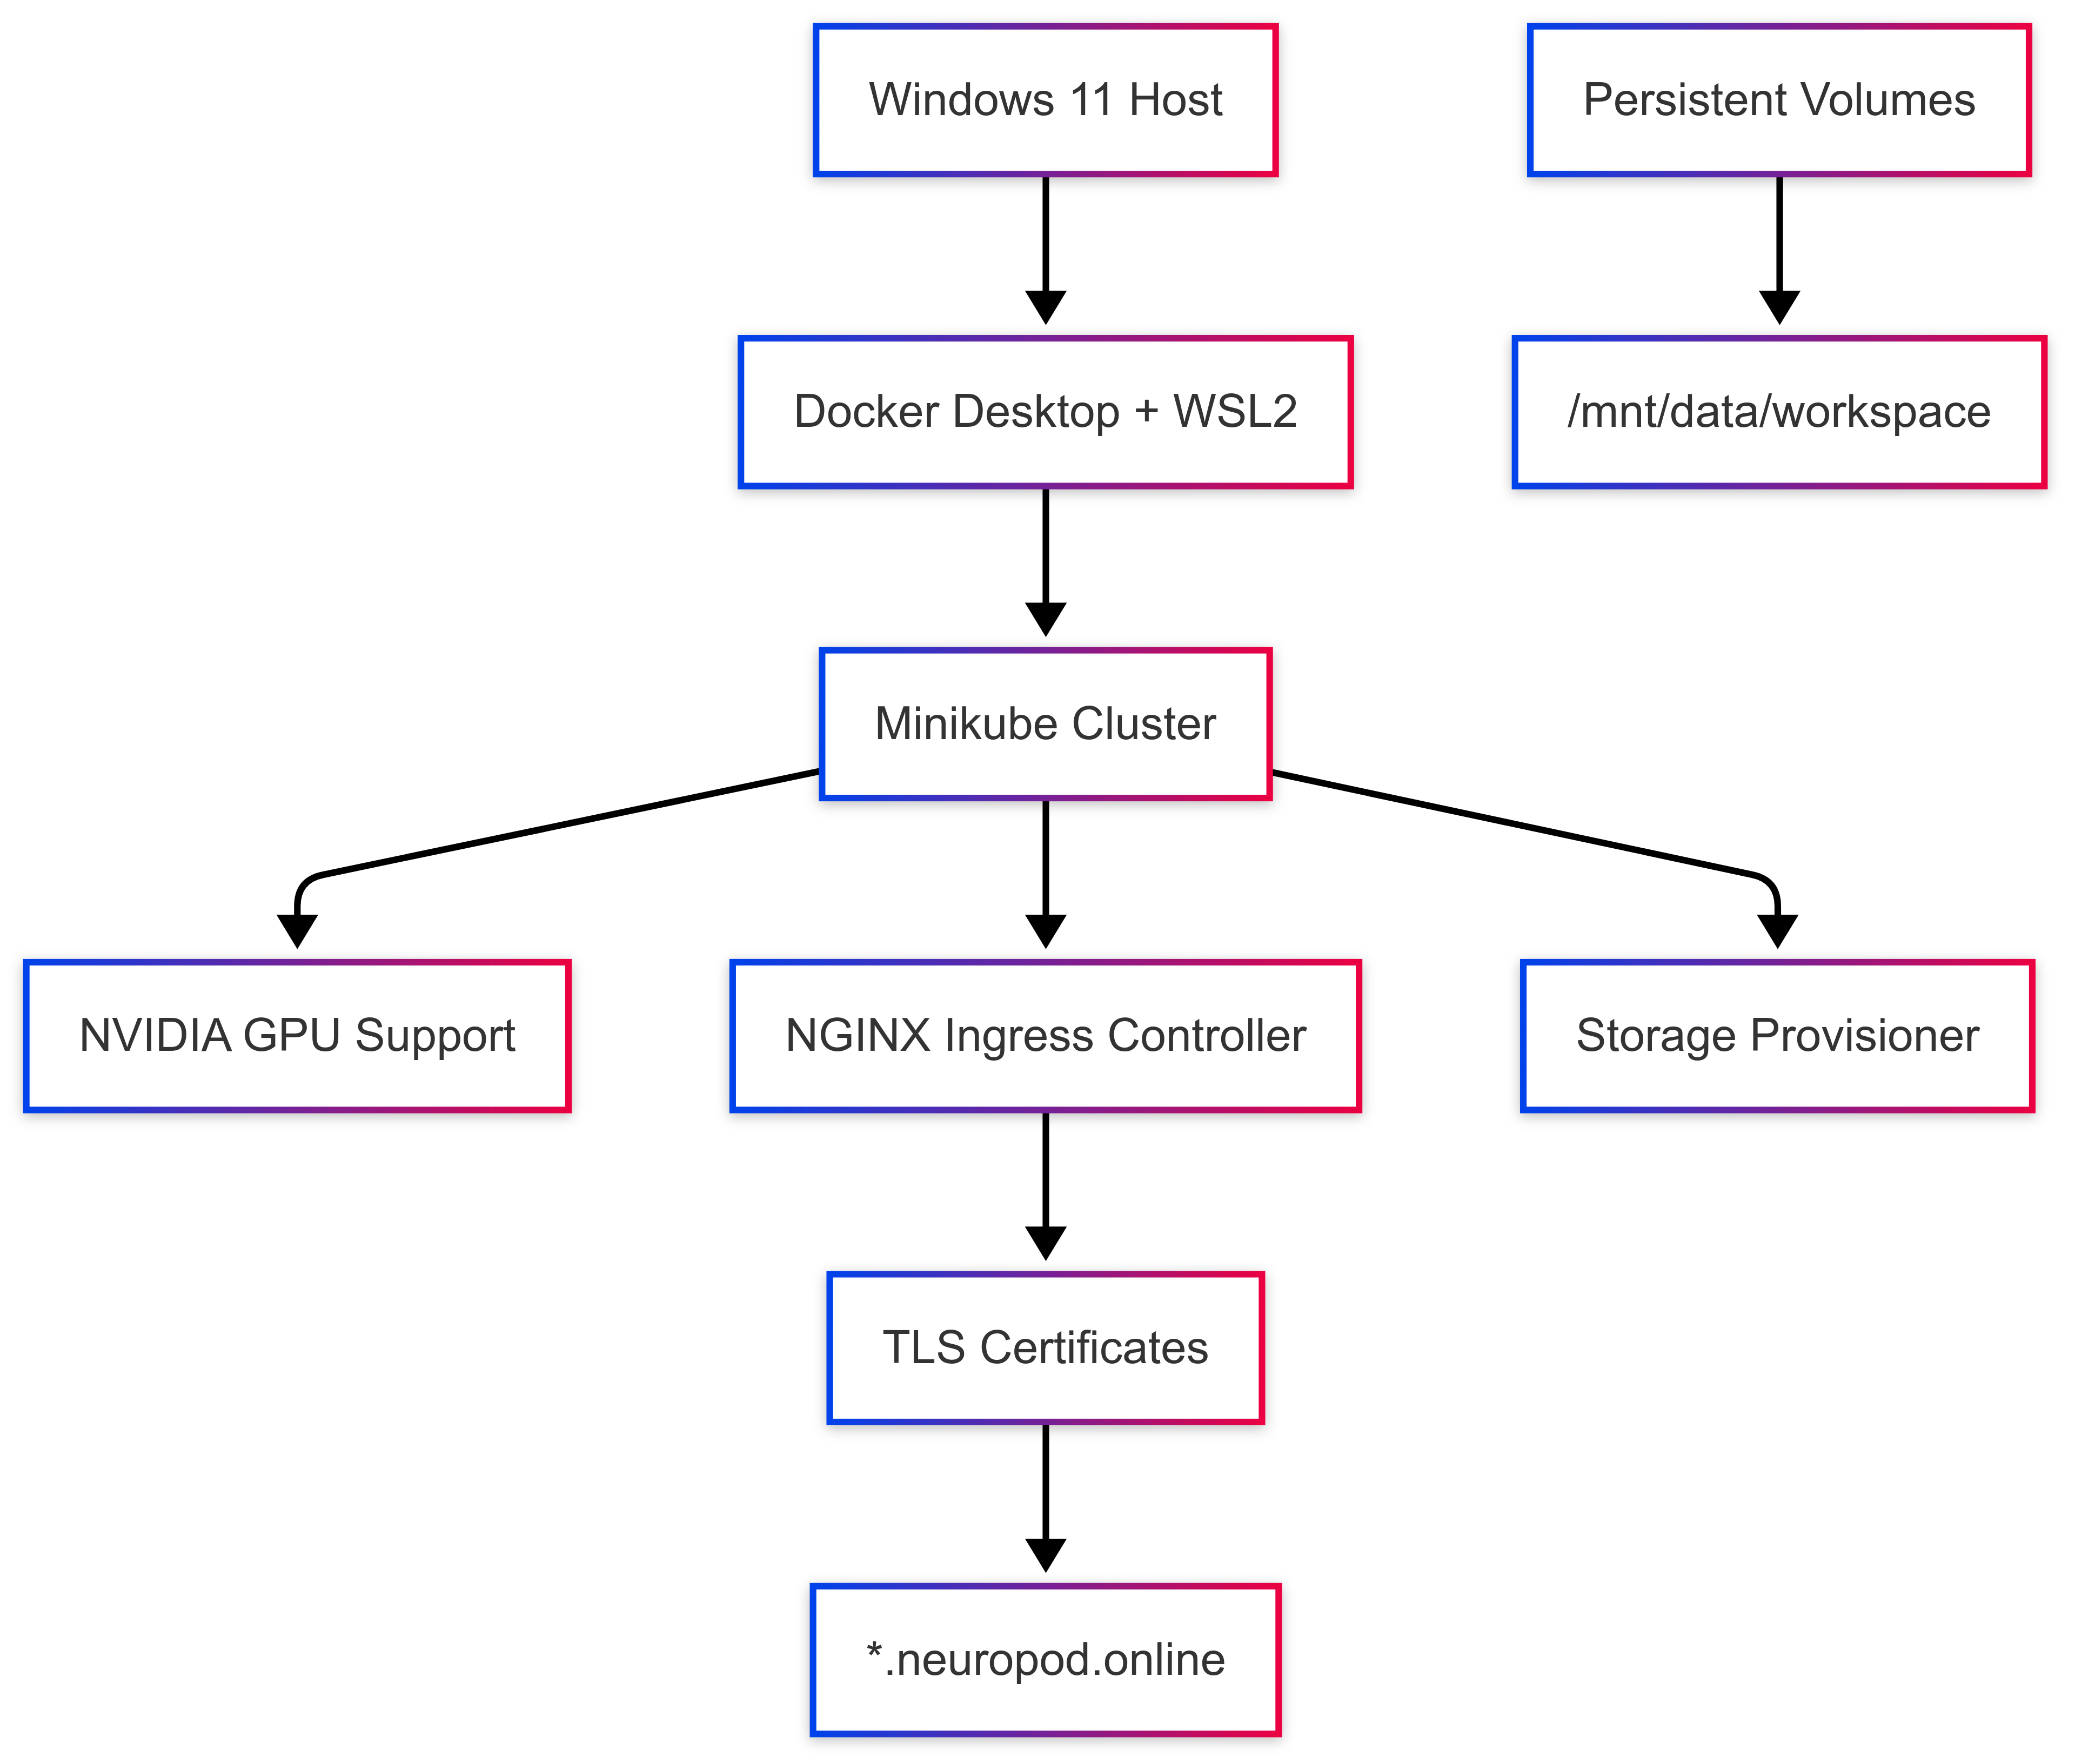 Windows 11 Host
Persistent Volumes
Docker Desktop + WSL2
/mnt/data/workspace
Minikube Cluster
NVIDIA GPU Support
NGINX Ingress Controller
Storage Provisioner
TLS Certificates
*.neuropod.online